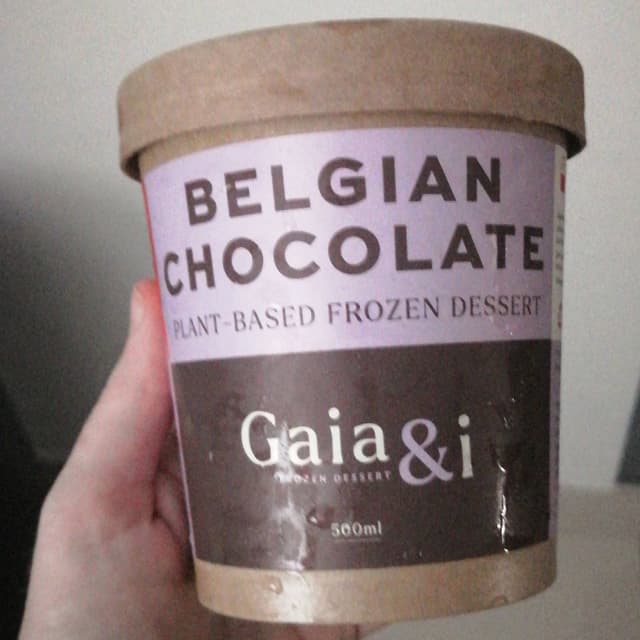 BELGIAN
CHOCOLATE
PLANT-BASED FROZEN DESSERT
Gaia&i
FROZEN DESSERT
500ml